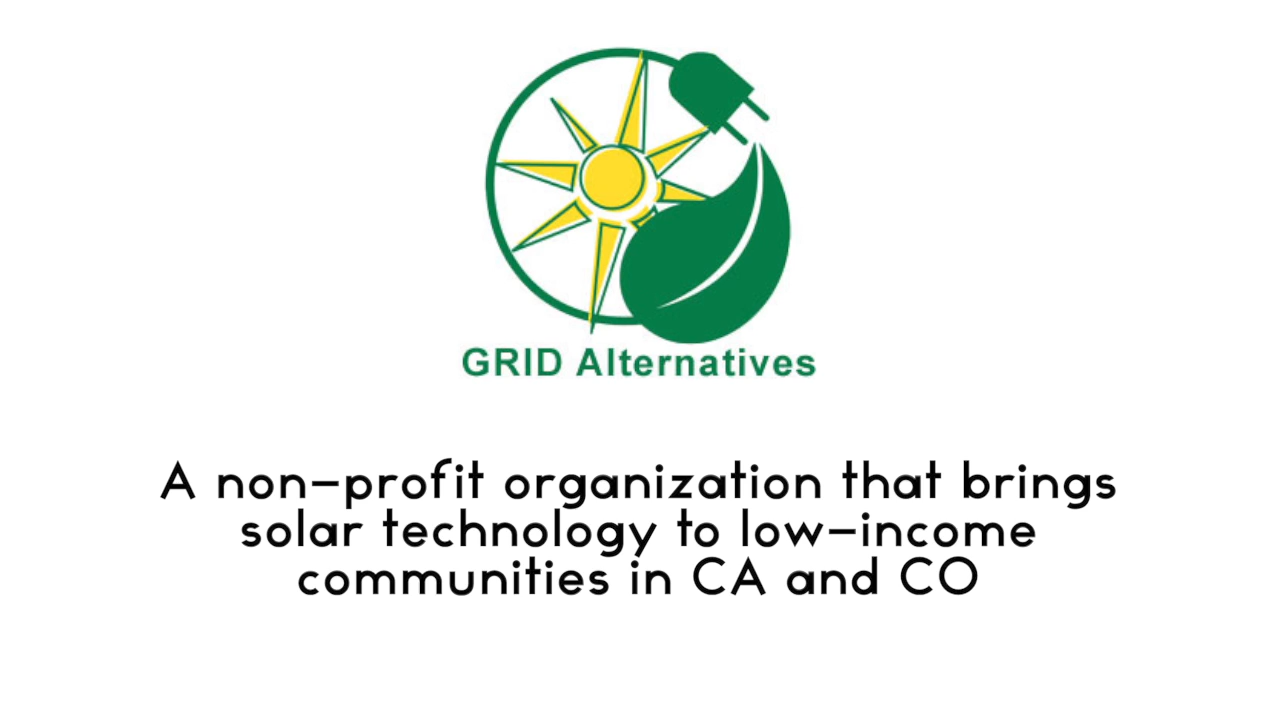 GRID Alternatives
A non-profit organization that brings
solar technology to low-income
communities in CA and CO